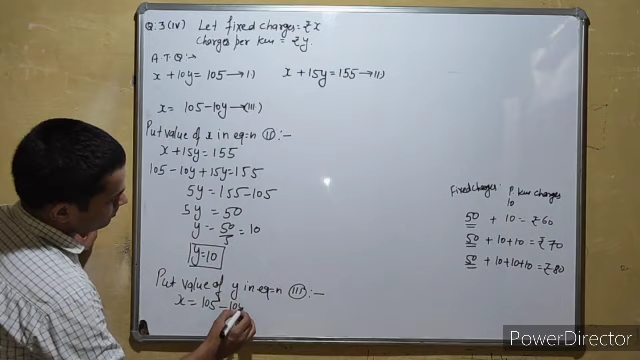 Q.3(iv) Let fixed charges = ₹x
charges per km = ₹y.
A.T.Q:→
x + 10y = 105 → I) x + 15y = 155 → II)
x = 105 - 10y → (III)
Put value of x in eq=n (II) :-
x + 15y = 155
105 - 10y + 15y = 155
5y = 155 - 105
5y = 50
y = 50/5 = 10
y = 10
Put value of y in eq=n (III) :-
x = 105 - 10
Fixed charges P. km charges
10
50 + 10 = ₹60
50 + 10+10 = ₹70
50 + 10+10+10 = ₹80
PowerDirector